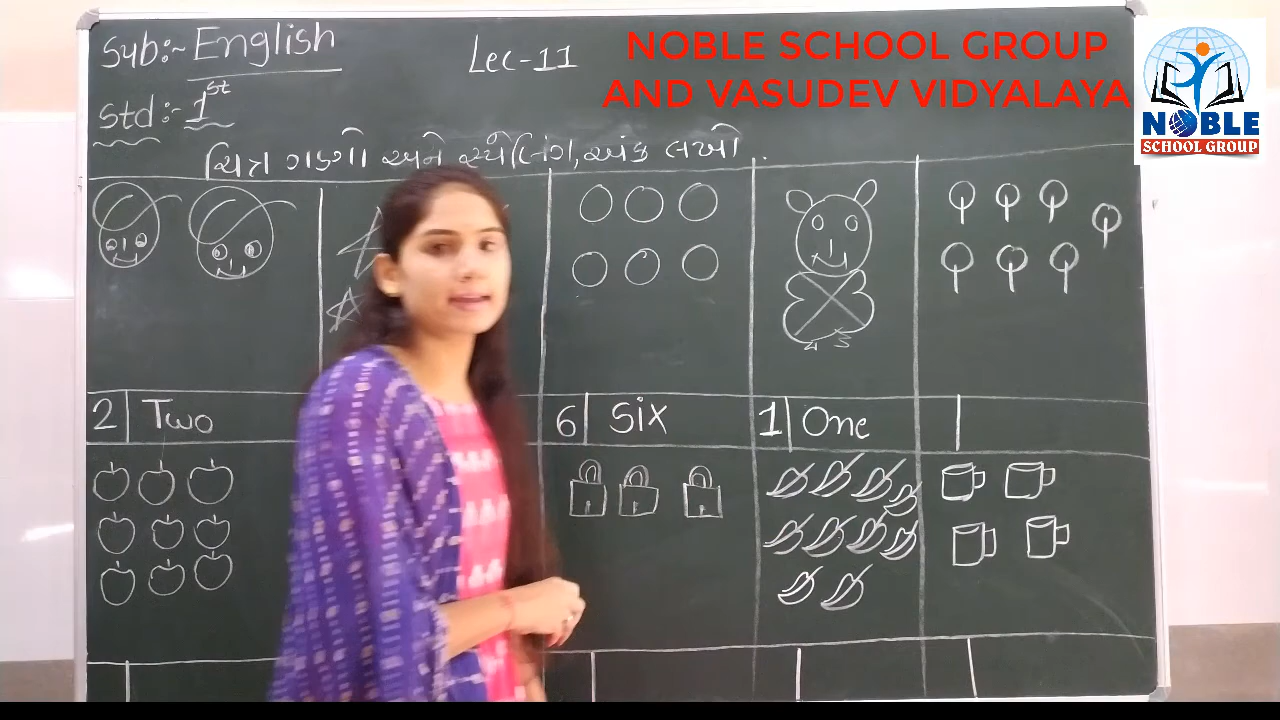 Sub:- English
Lec-11
NOBLE SCHOOL GROUP
AND VASUDEV VIDYALAYA
NOBLE
SCHOOL GROUP
Std:- 1st
ચિત્ર ગણો અને સ્પેલિંગ, અંક લખો.
2 Two
6 Six
1 One